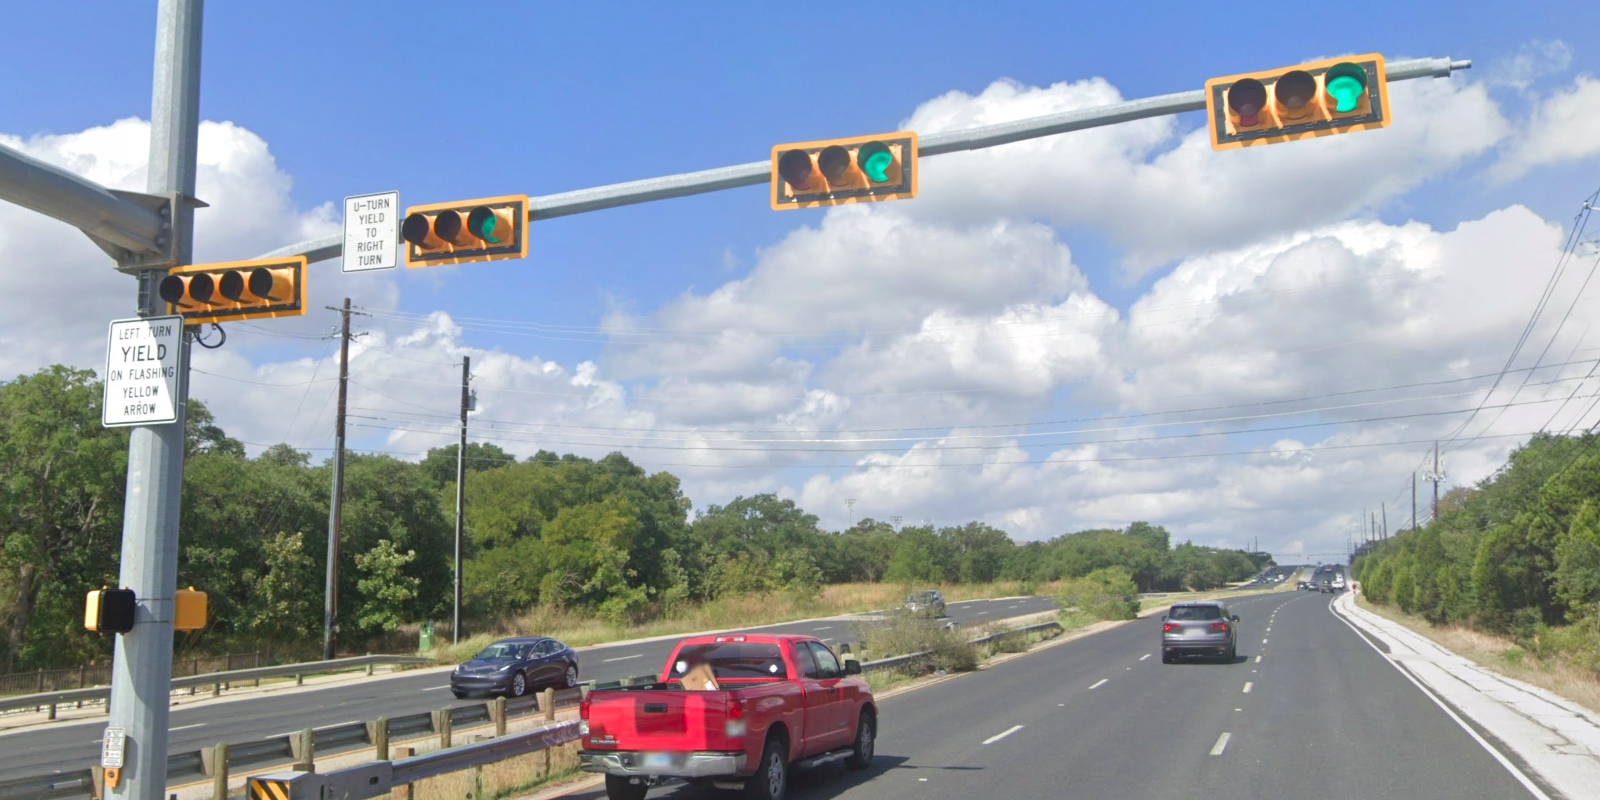 U-TURN
YIELD
TO
RIGHT
TURN
LEFT TURN
YIELD
ON FLASHING
YELLOW
ARROW